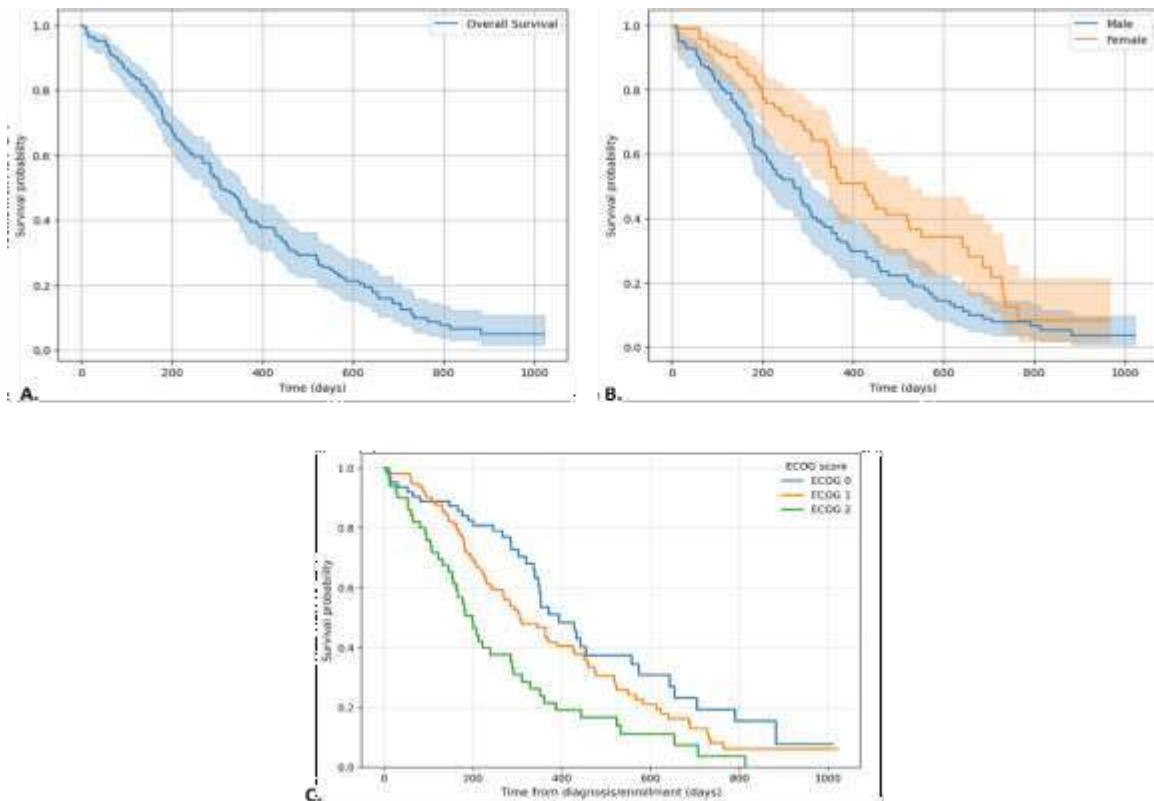 Overall Survival
1.0
0.8
0.6
0.4
0.2
0.0
Survival probability
0 200 400 600 800 1000
Time (days)
A.
Male
Female
1.0
0.8
0.6
0.4
0.2
0.0
Survival probability
0 200 400 600 800 1000
Time (days)
B.
ECOG score
ECOG 0
ECOG 1
ECOG 2
1.0
0.8
0.6
0.4
0.2
0.0
Survival probability
0 200 400 600 800 1000
Time from diagnosis/enrollment (days)
C.